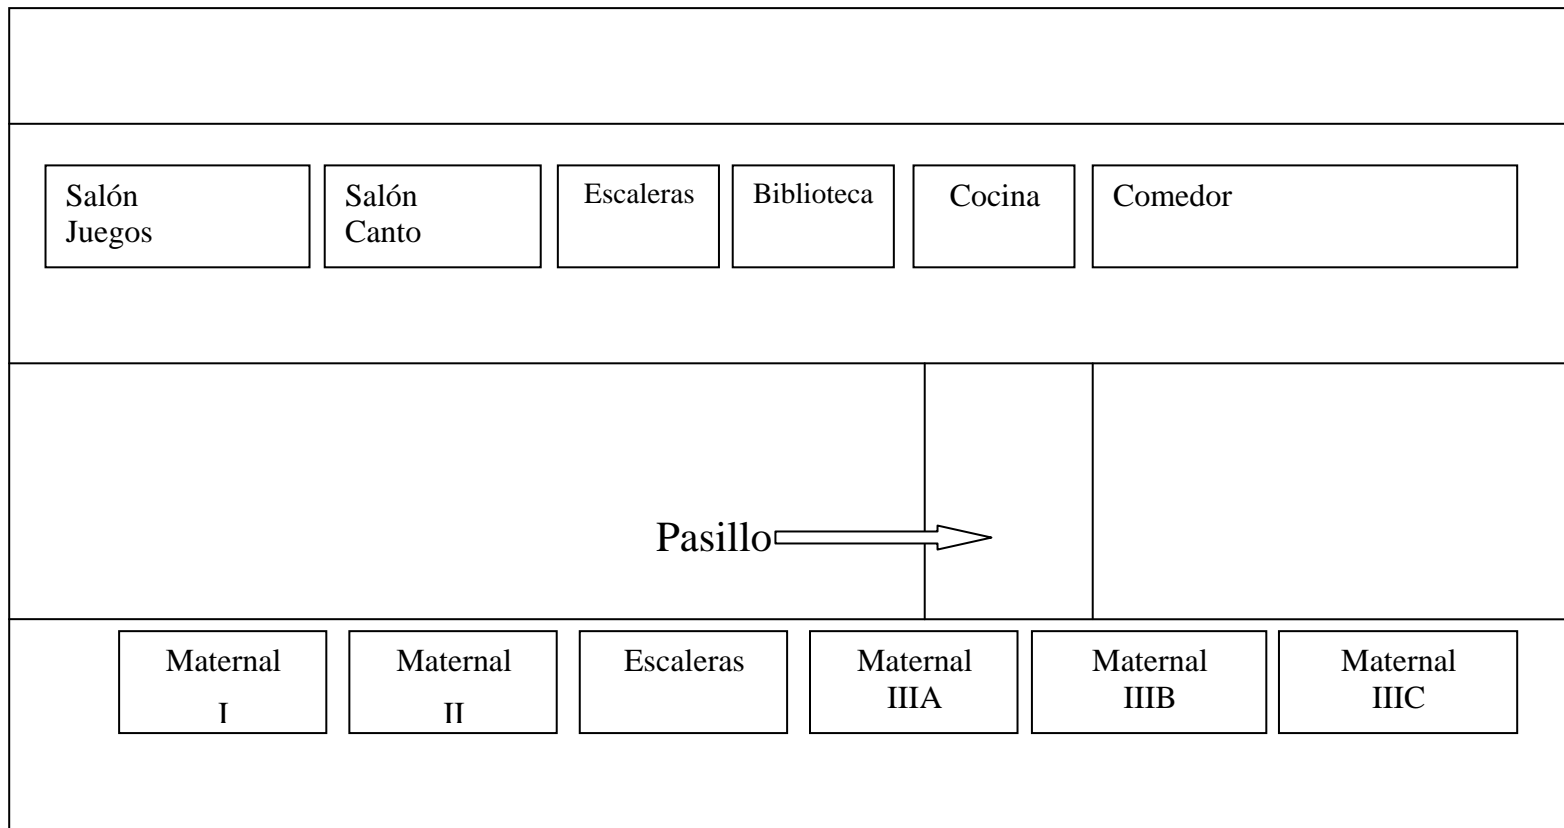 Salón
Juegos
Salón
Canto
Escaleras
Biblioteca
Cocina
Comedor
Pasillo
Maternal
I
Maternal
II
Escaleras
Maternal
IIIA
Maternal
IIIB
Maternal
IIIC